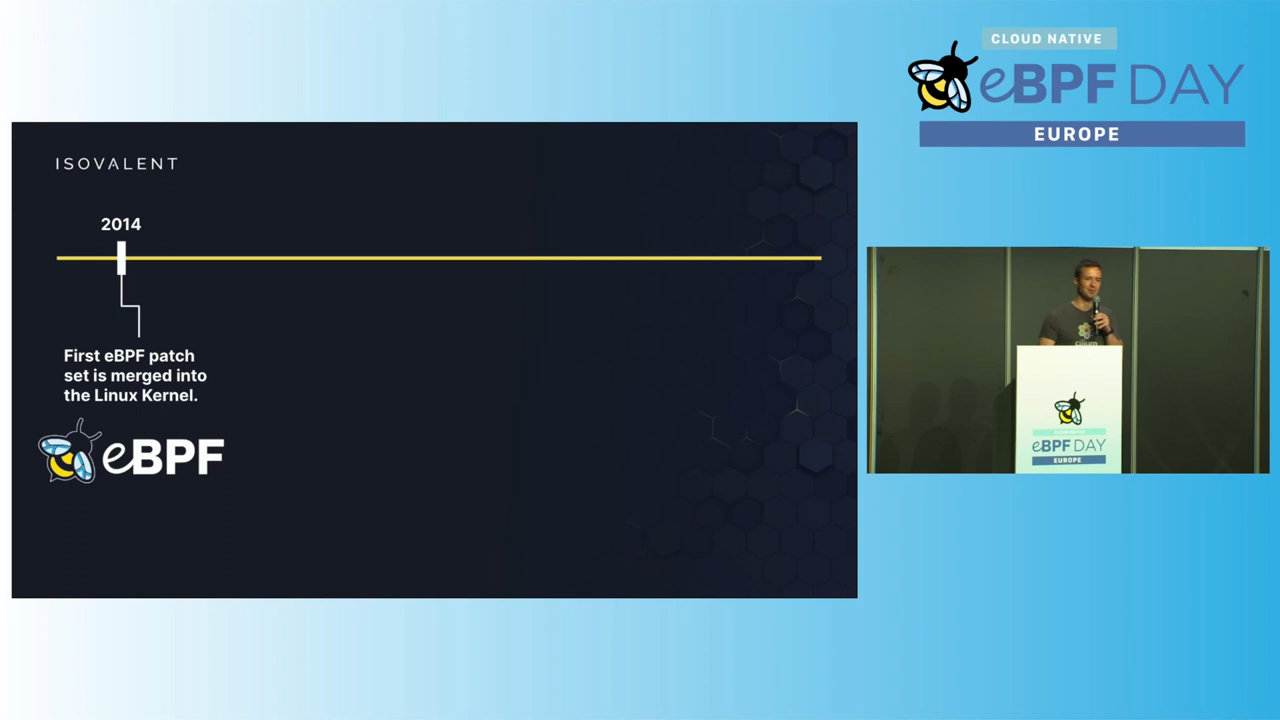 CLOUD NATIVE
eBPF DAY
EUROPE
ISOVALENT
2014
First eBPF patch
set is merged into
the Linux Kernel.
eBPF
cilium
eBPF DAY
EUROPE